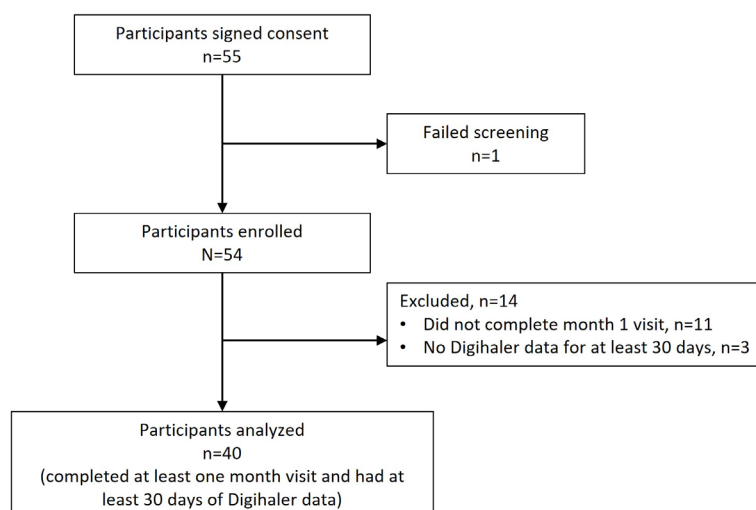 Participants signed consent
n=55
Failed screening
n=1
Participants enrolled
N=54
Excluded, n=14
• Did not complete month 1 visit, n=11
• No Digihaler data for at least 30 days, n=3
Participants analyzed
n=40
(completed at least one month visit and had at
least 30 days of Digihaler data)